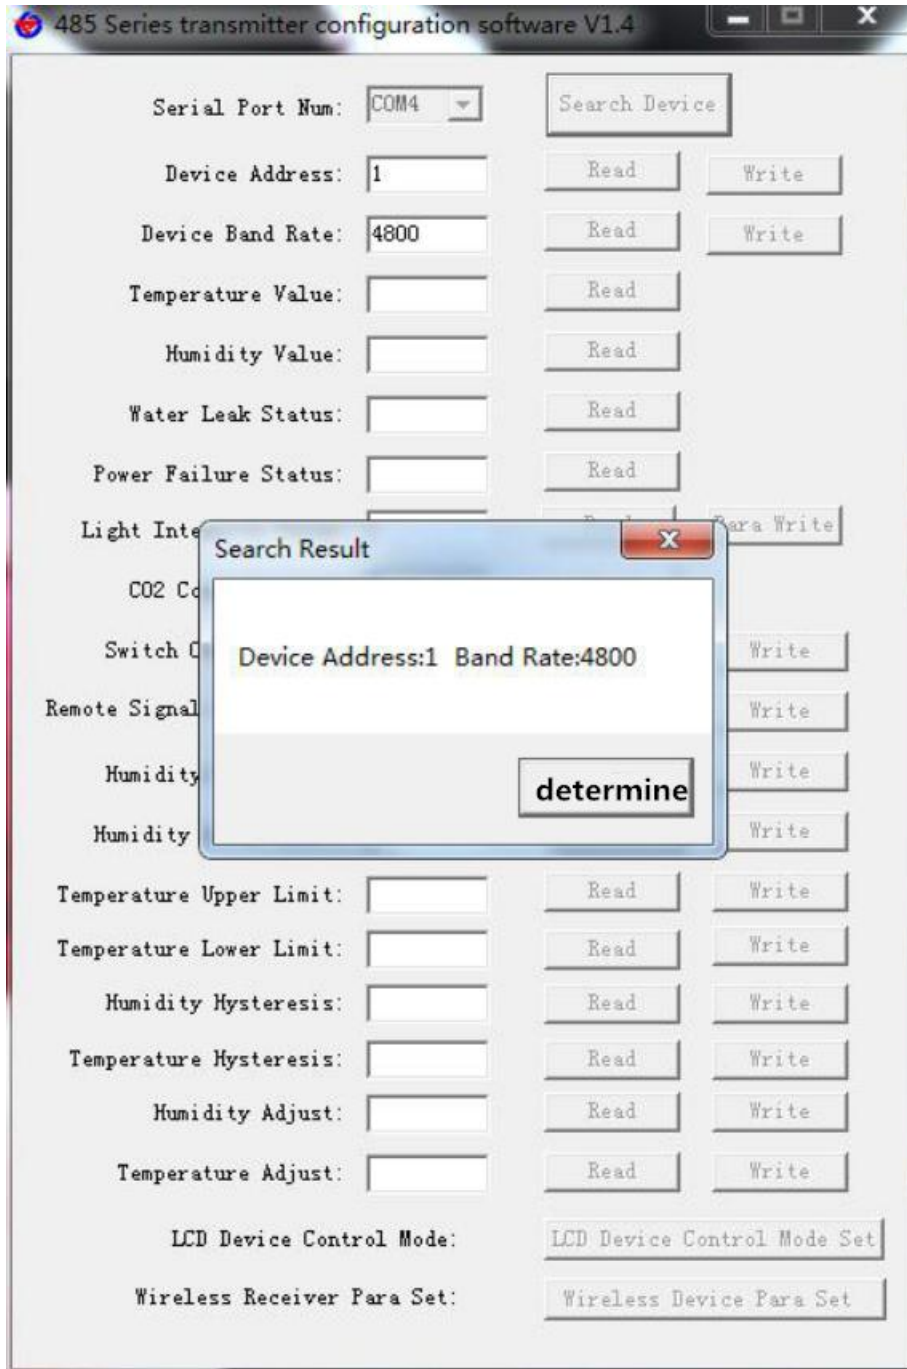 485 Series transmitter configuration software V1.4
Serial Port Num: COM4 Search Device
Device Address: 1 Read Write
Device Band Rate: 4800 Read Write
Temperature Value: Read
Humidity Value: Read
Water Leak Status: Read
Power Failure Status: Read
Light Write
Search Result
CO2
Device Address:1 Band Rate:4800
Switch Write
Remote Signal Write
determine
Humidity Write
Humidity Write
Temperature Upper Limit: Read Write
Temperature Lower Limit: Read Write
Humidity Hysteresis: Read Write
Temperature Hysteresis: Read Write
Humidity Adjust: Read Write
Temperature Adjust: Read Write
LCD Device Control Mode: LCD Device Control Mode Set
Wireless Receiver Para Set: Wireless Device Para Set